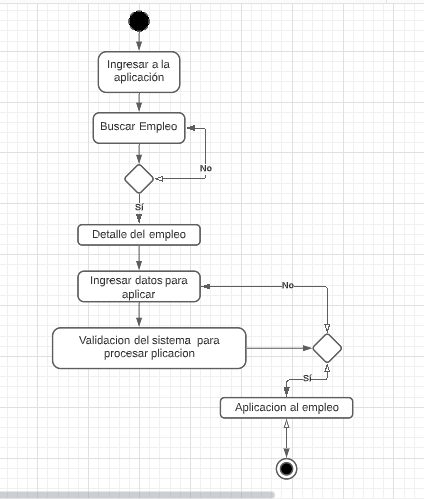 Ingresar a la
aplicación
Buscar Empleo
No
Sí
Detalle del empleo
Ingresar datos para
aplicar
No
Validacion del sistema para
procesar plicacion
Sí
Aplicacion al empleo